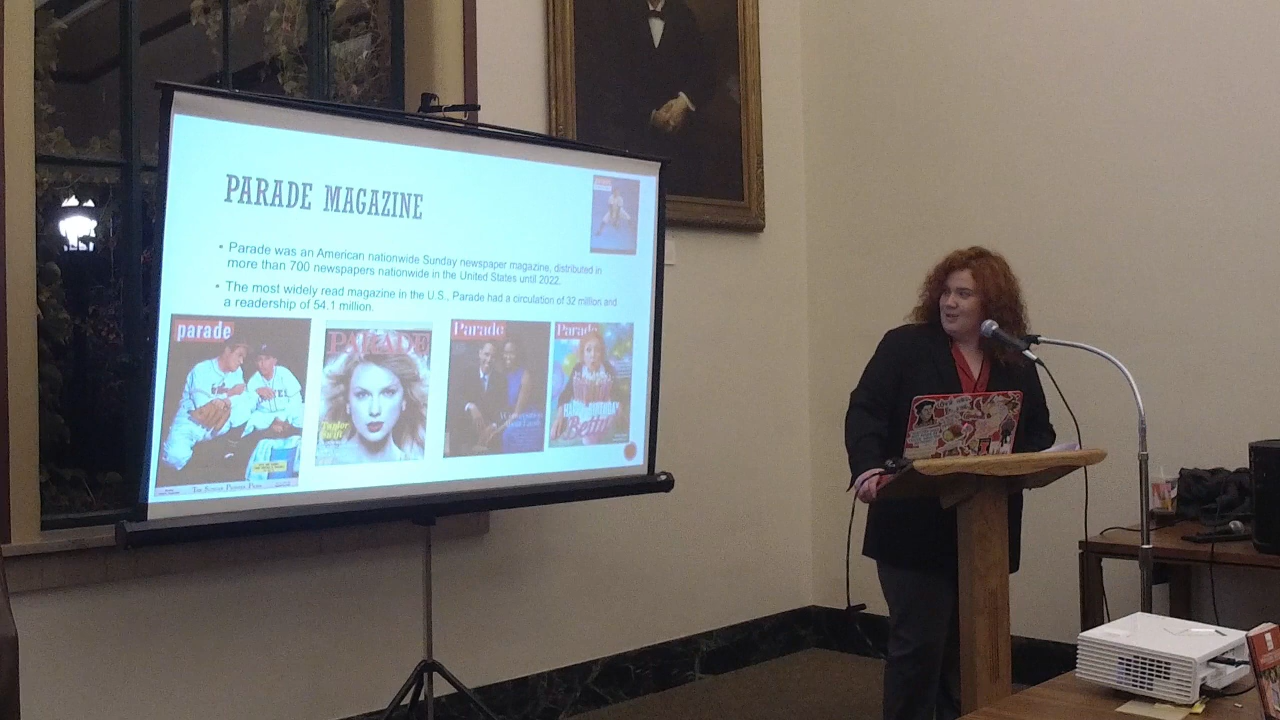 PARADE MAGAZINE
Parade was an American nationwide Sunday newspaper magazine, distributed in
more than 700 newspapers nationwide in the United States until 2022.
The most widely read magazine in the U.S., Parade had a circulation of 32 million and
a readership of 54.1 million.
parade
PARADE
Taylor
Swift
Parade
Parade
HAPPY BIRTHDAY
Betty